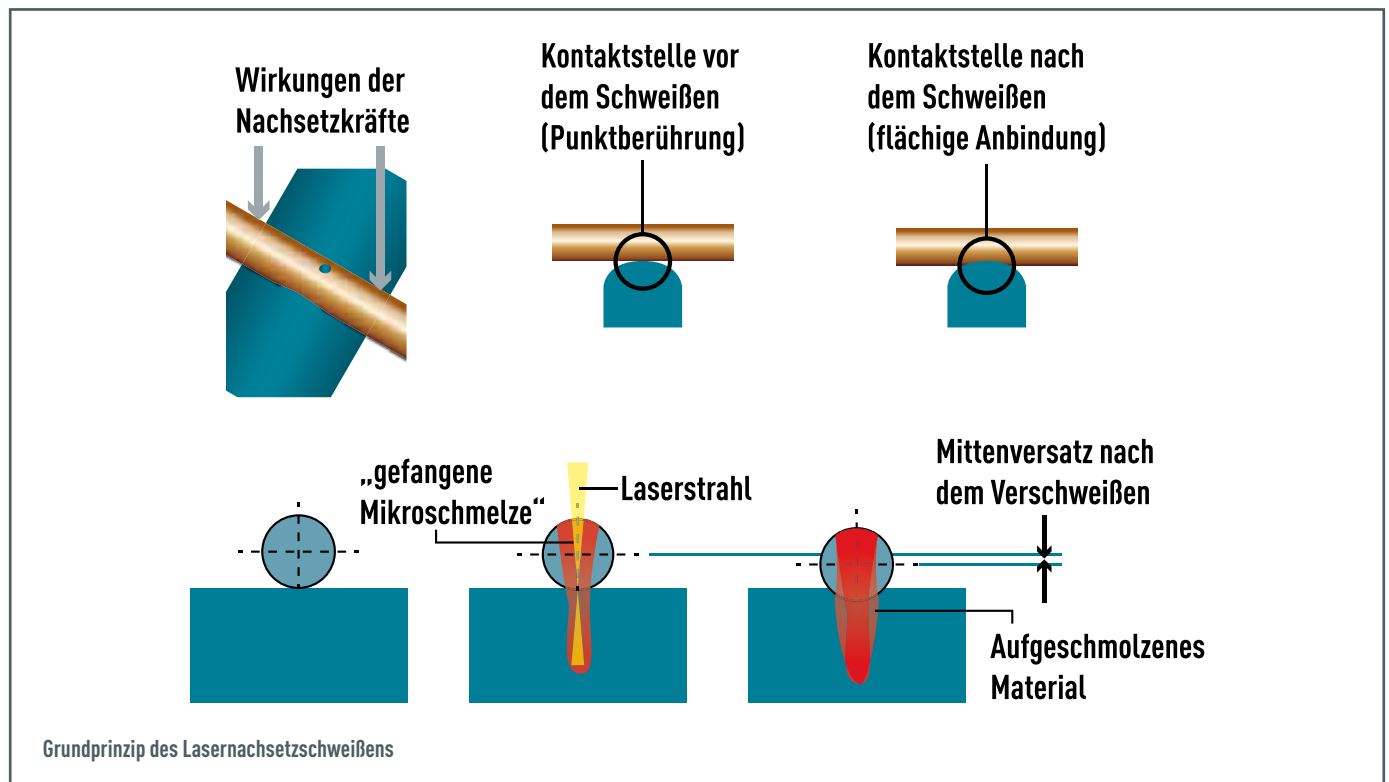 Wirkungen der
Nachsetzkräfte
Kontaktstelle vor
dem Schweißen
(Punktberührung)
Kontaktstelle nach
dem Schweißen
(flächige Anbindung)
„gefangene
Mikroschmelze“
Laserstrahl
Mittenversatz nach
dem Verschweißen
Aufgeschmolzenes
Material
Grundprinzip des Lasernachsetzschweißens